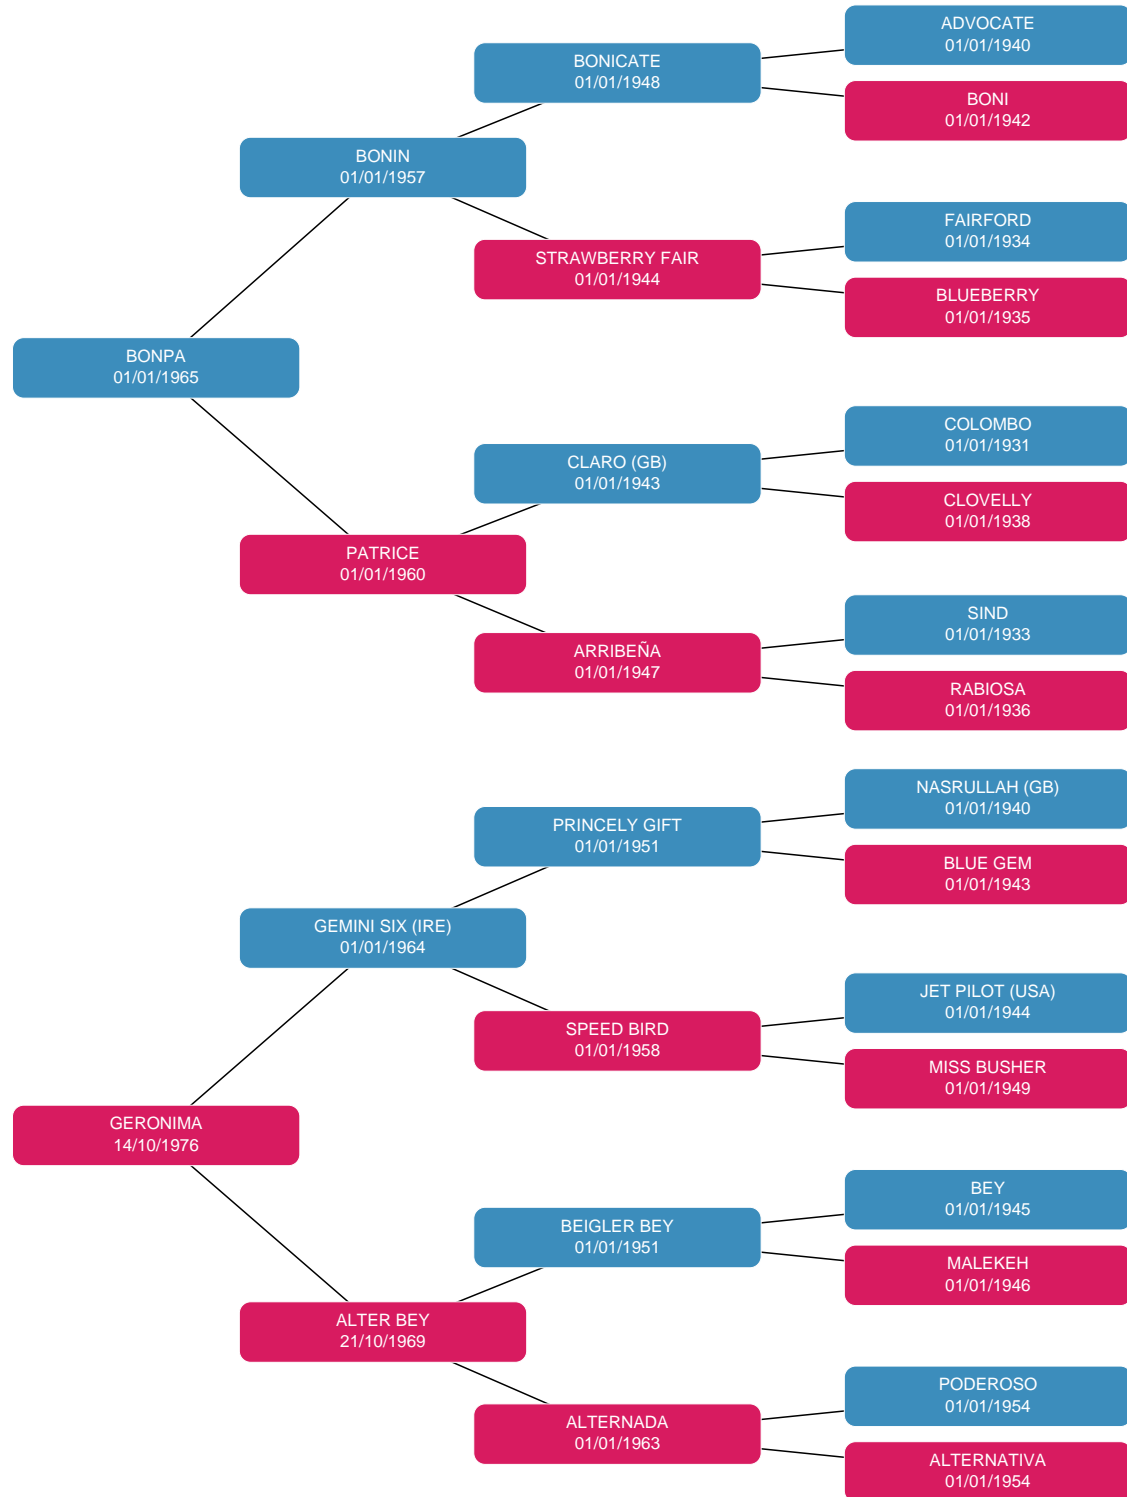 ADVOCATE
01/01/1940
BONICATE
01/01/1948
BONI
01/01/1942
BONIN
01/01/1957
FAIRFORD
01/01/1934
STRAWBERRY FAIR
01/01/1944
BLUEBERRY
01/01/1935
BONPA
01/01/1965
COLOMBO
01/01/1931
CLARO (GB)
01/01/1943
CLOVELLY
01/01/1938
PATRICE
01/01/1960
SIND
01/01/1933
ARRIBEÑA
01/01/1947
RABIOSA
01/01/1936
NASRULLAH (GB)
01/01/1940
PRINCELY GIFT
01/01/1951
BLUE GEM
01/01/1943
GEMINI SIX (IRE)
01/01/1964
JET PILOT (USA)
01/01/1944
SPEED BIRD
01/01/1958
MISS BUSHER
01/01/1949
GERONIMA
14/10/1976
BEY
01/01/1945
BEIGLER BEY
01/01/1951
MALEKEH
01/01/1946
ALTER BEY
21/10/1969
PODEROSO
01/01/1954
ALTERNADA
01/01/1963
ALTERNATIVA
01/01/1954